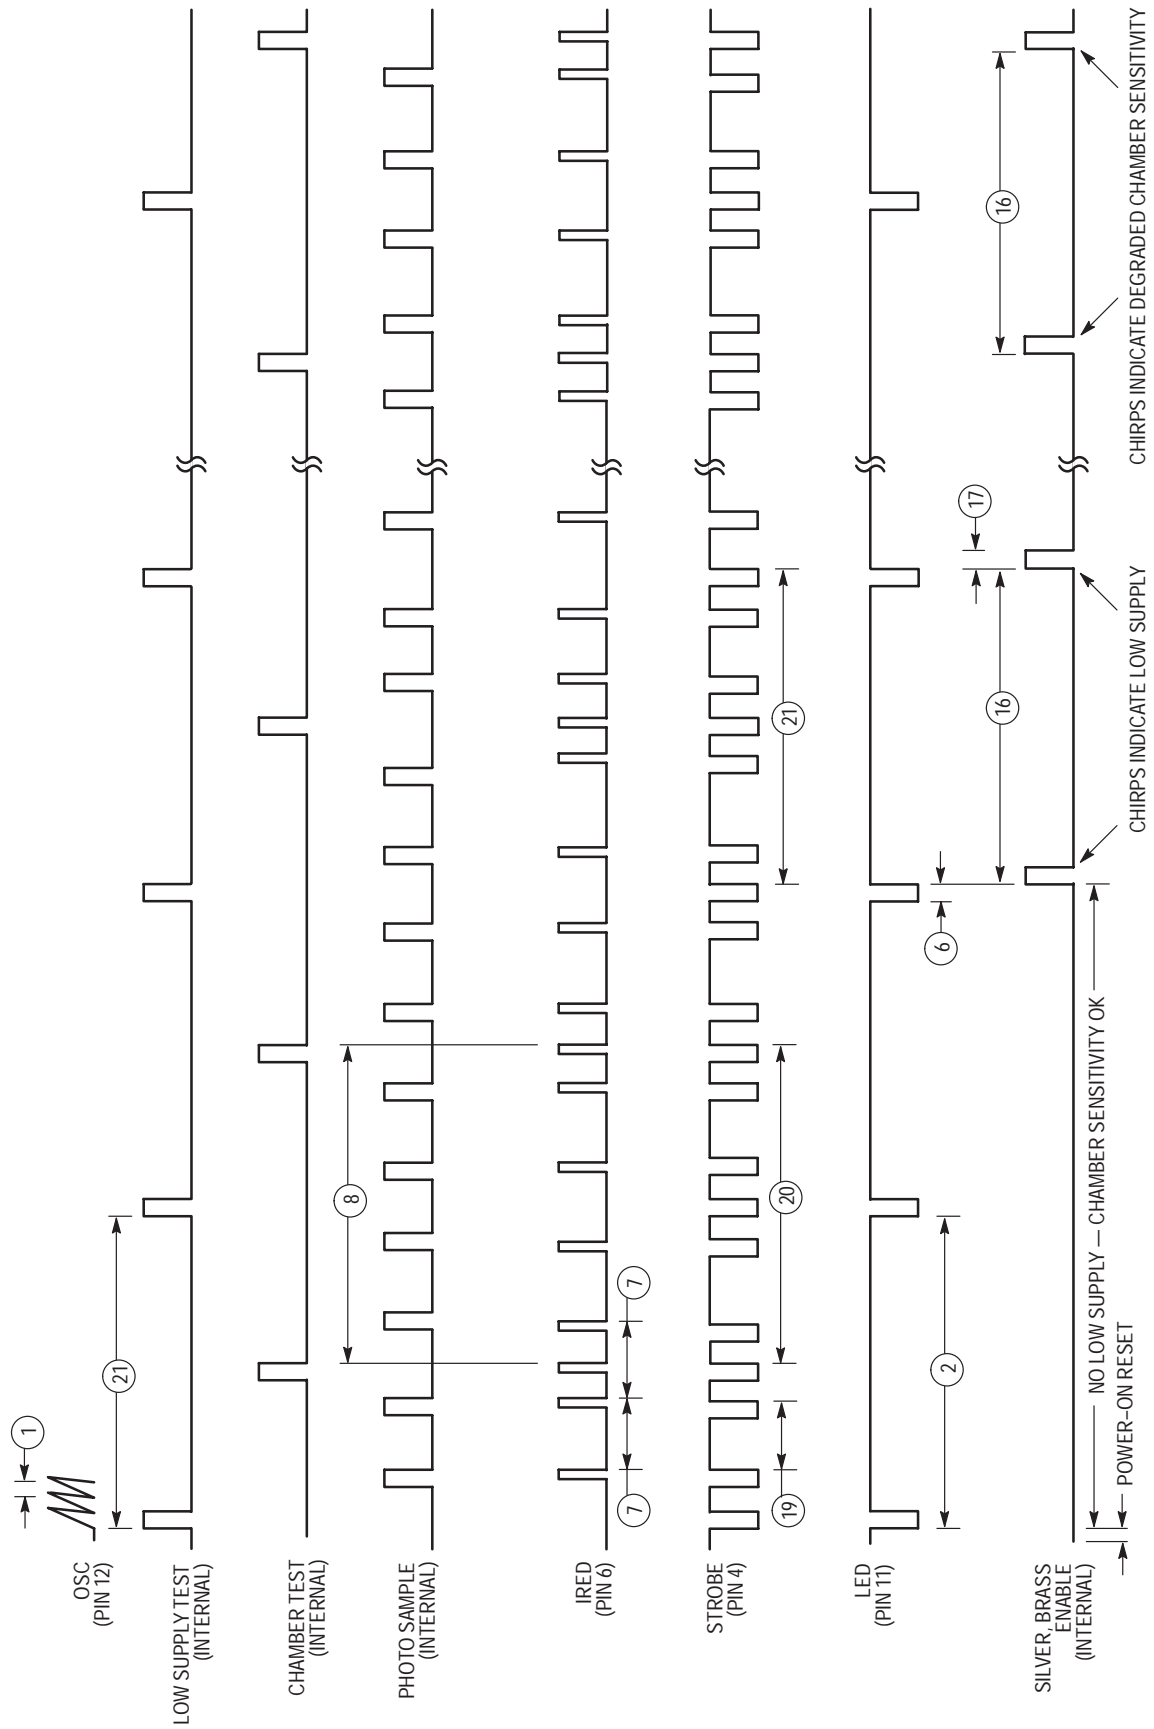 OSC
(PIN 12)
1
LOW SUPPLY TEST
(INTERNAL)
21
CHAMBER TEST
(INTERNAL)
8
PHOTO SAMPLE
(INTERNAL)
IRED
(PIN 6)
7
7
STROBE
(PIN 4)
19
20
21
LED
(PIN 11)
2
6
17
16
16
SILVER, BRASS
ENABLE
(INTERNAL)
NO LOW SUPPLY — CHAMBER SENSITIVITY OK
POWER–ON RESET
CHIRPS INDICATE LOW SUPPLY
CHIRPS INDICATE DEGRADED CHAMBER SENSITIVITY